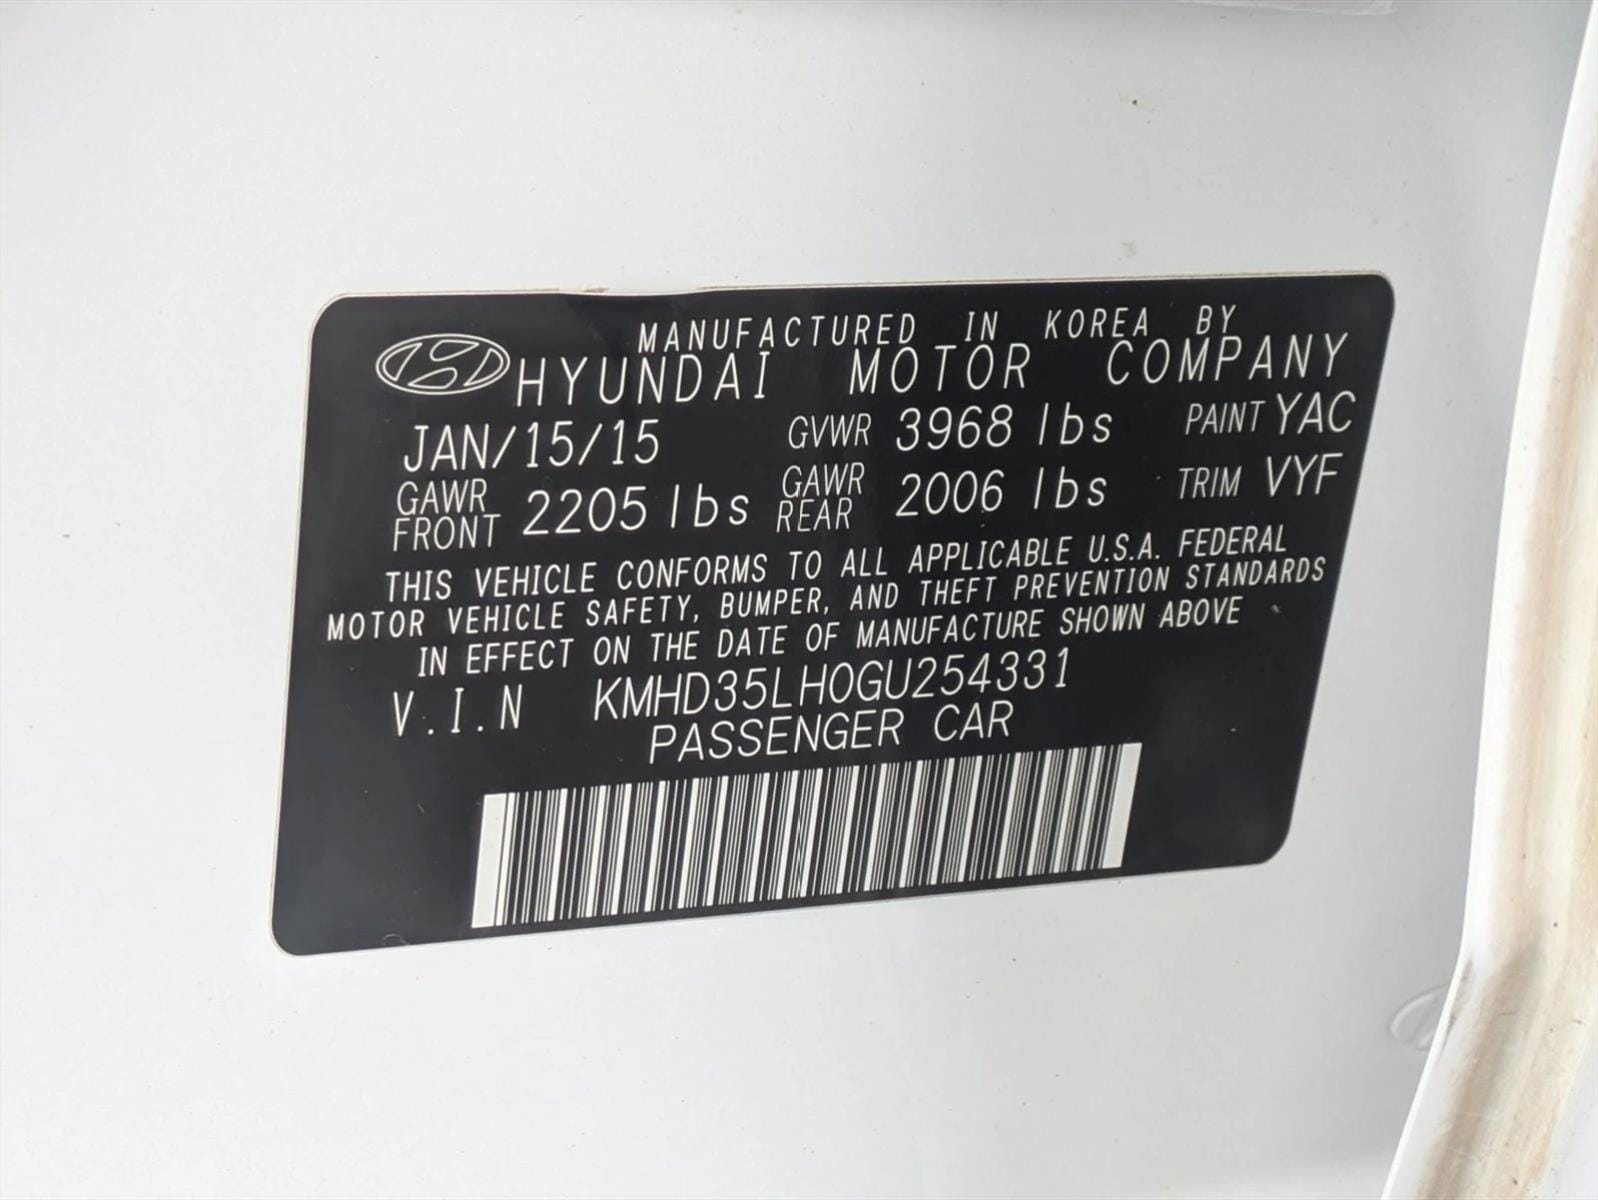 MANUFACTURED IN KOREA BY
HYUNDAI MOTOR COMPANY
JAN/15/15 GVWR 3968 lbs PAINT YAC
GAWR FRONT 2205 lbs GAWR REAR 2006 lbs TRIM VYF
THIS VEHICLE CONFORMS TO ALL APPLICABLE U.S.A. FEDERAL
MOTOR VEHICLE SAFETY, BUMPER, AND THEFT PREVENTION STANDARDS
IN EFFECT ON THE DATE OF MANUFACTURE SHOWN ABOVE
V.I.N KMHD35LH0GU254331
PASSENGER CAR